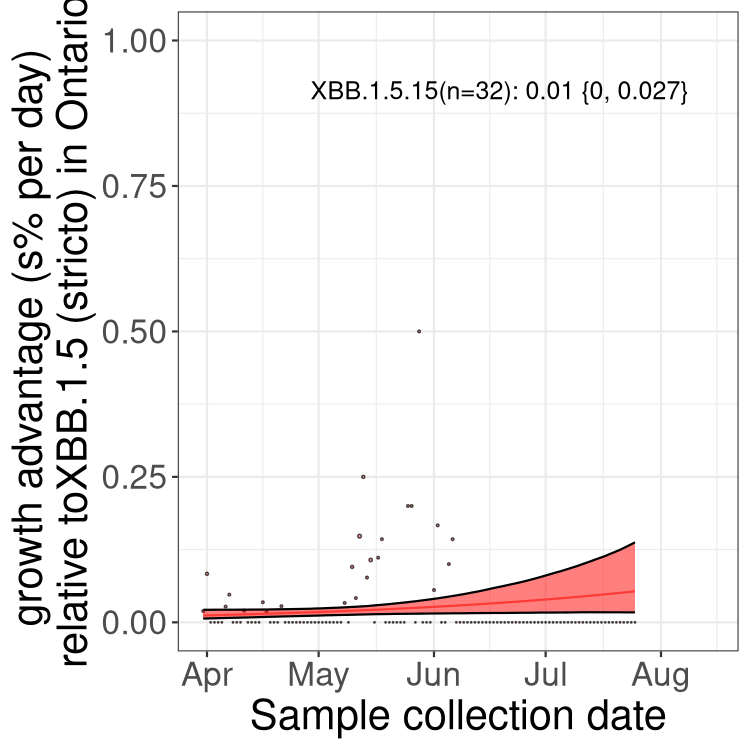 growth advantage (s% per day)
relative toXBB.1.5 (stricto) in Ontario
1.00
XBB.1.5.15(n=32): 0.01 {0, 0.027}
0.75
0.50
0.25
0.00
Apr May Jun Jul Aug
Sample collection date